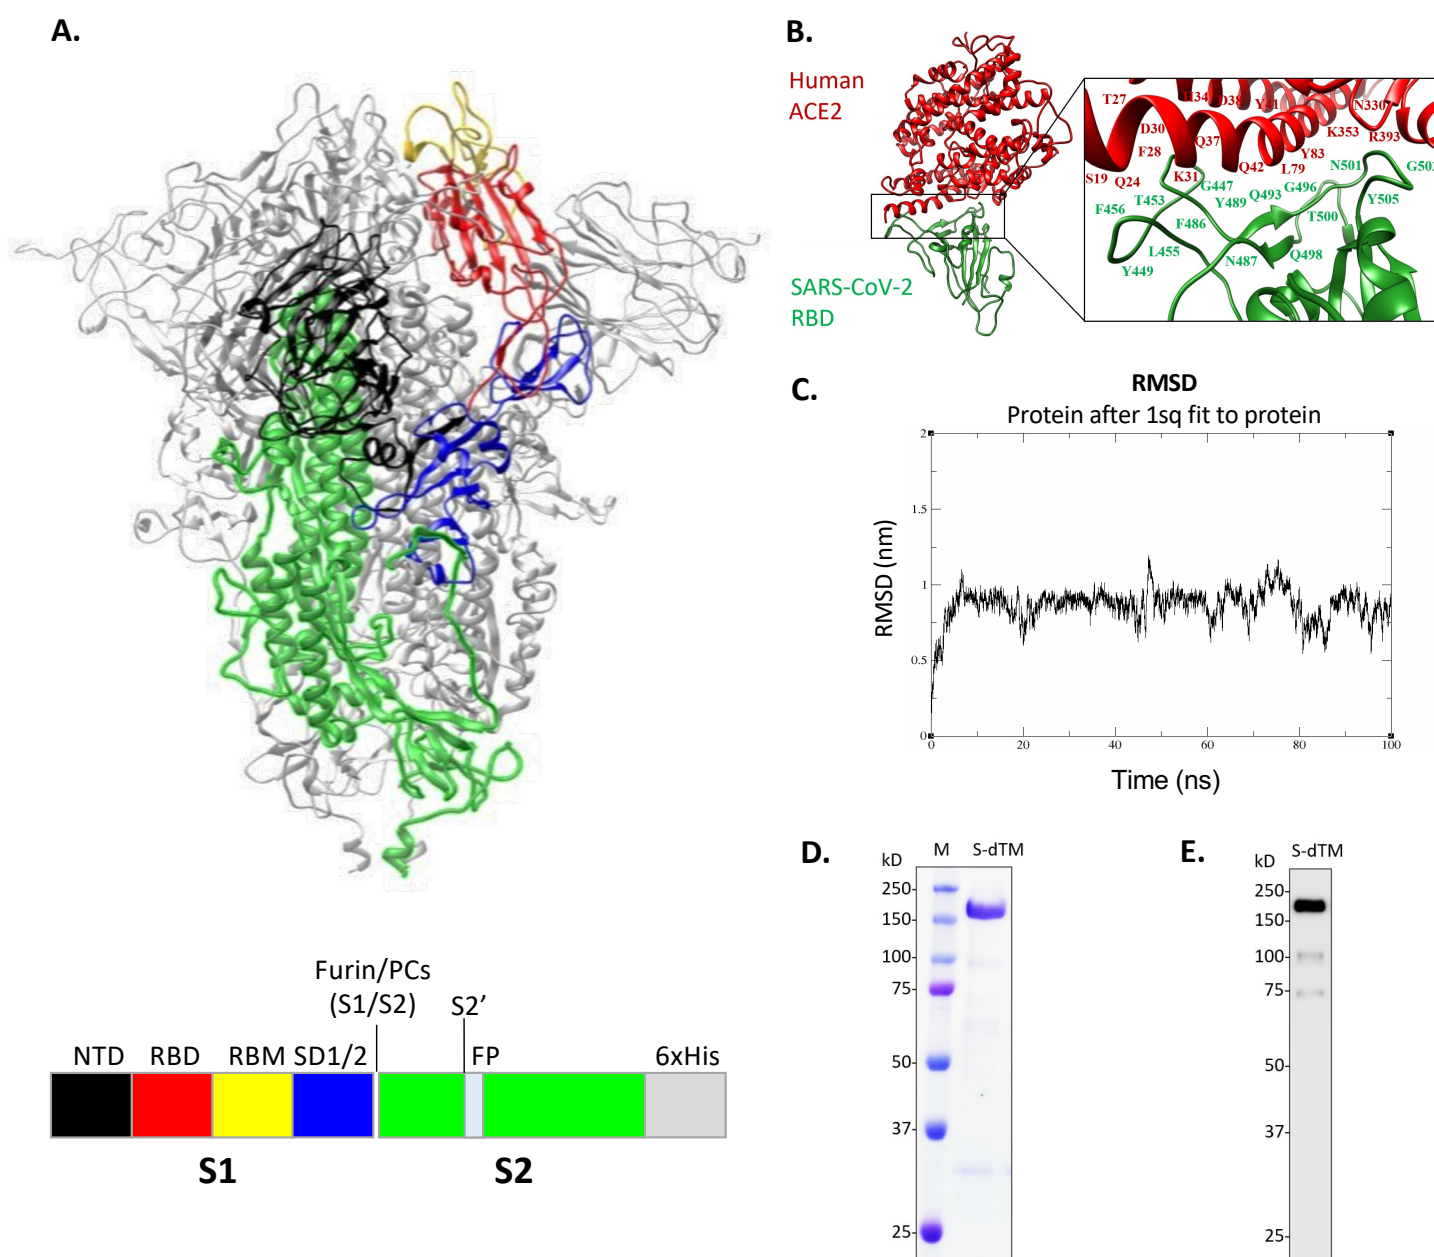 A.
Furin/PCs
(S1/S2)
S2’
NTD RBD RBM SD1/2 FP 6xHis
S1 S2
B.
Human
ACE2
SARS-CoV-2
RBD
T27 H34 D38 Y41 N330
D30 Q37 K353 R393
F28 Q42 L79 Y83
S19 Q24 K31
G447 G496 N501
T453 Y489 Q493 Y505
F456 F486 T500
L455 N487 Q498
Y449
C.
RMSD
Protein after 1sq fit to protein
RMSD (nm)
2
1.5
1
0.5
0
0 20 40 60 80 100
Time (ns)
D.
kD M S-dTM
250
150
100
75
50
37
25
E.
kD S-dTM
250
150
100
75
50
37
25